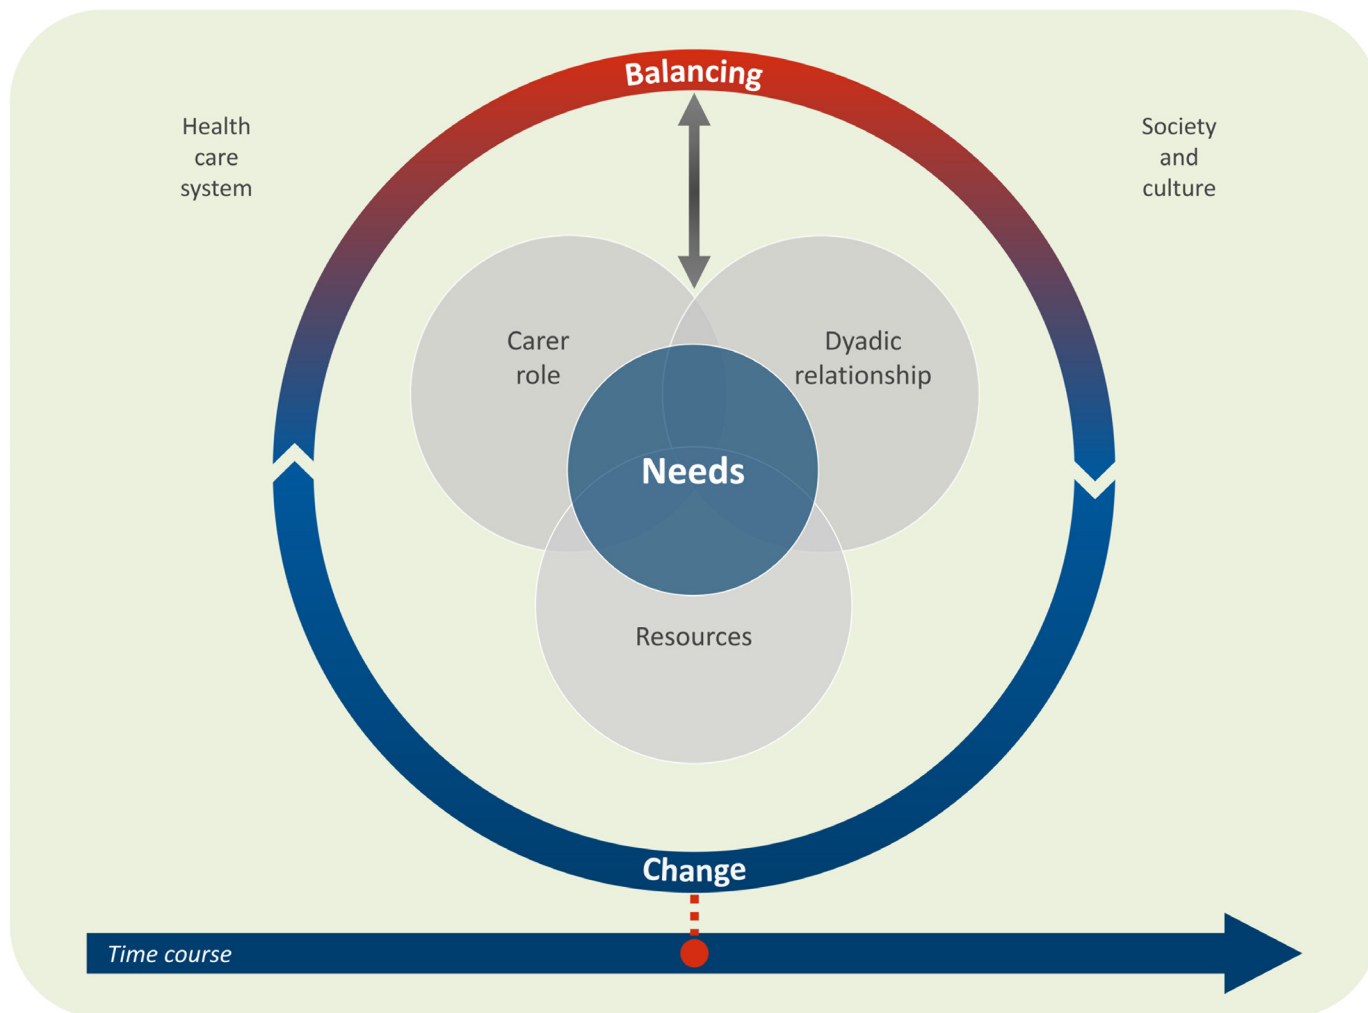 Balancing
Health
care
system
Society
and
culture
Carer
role
Dyadic
relationship
Needs
Resources
Change
Time course